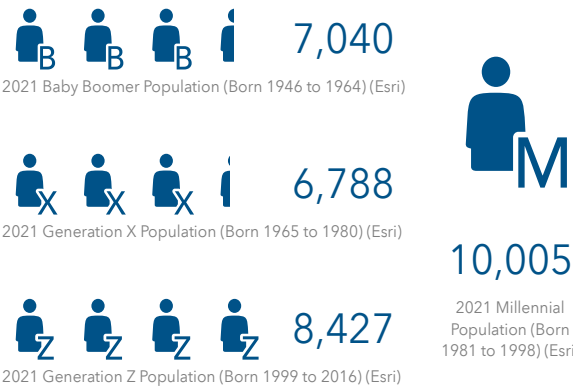 B B B
7,040
2021 Baby Boomer Population (Born 1946 to 1964) (Esri)
X X X
6,788
2021 Generation X Population (Born 1965 to 1980) (Esri)
Z Z Z Z
8,427
2021 Generation Z Population (Born 1999 to 2016) (Esri)
M
10,005
2021 Millennial
Population (Born
1981 to 1998) (Esri